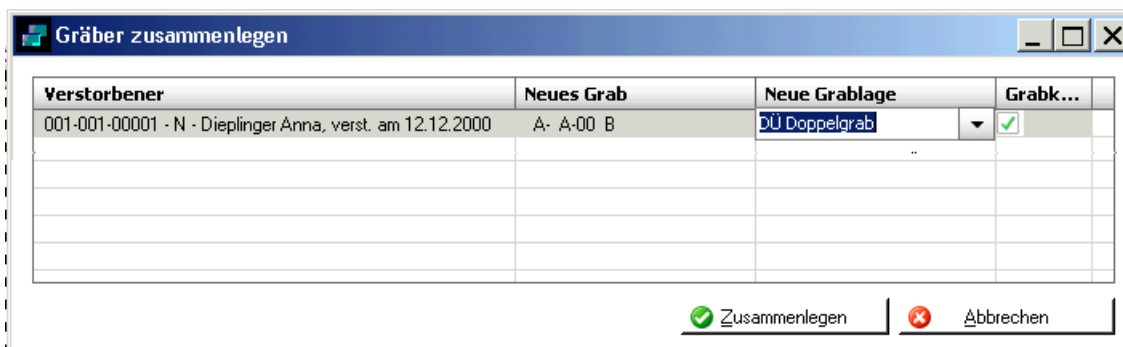 Gräber zusammenlegen
Verstorbener Neues Grab Neue Grablage Grabk...
001-001-00001 - N - Dieplinger Anna, verst. am 12.12.2000 A- A-00 B DÜ Doppelgrab
Zusammenlegen Abbrechen